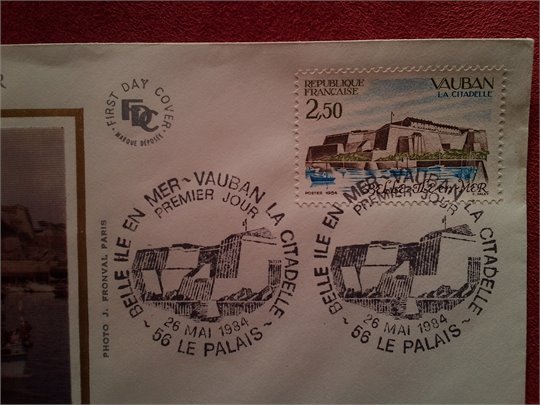 R
FIRST DAY COVER
FDC
MARQUE DÉPOSÉE
PHOTO J. FRONVAL PARIS
REPUBLIQUE
FRANÇAISE
2,50
VAUBAN
LA CITADELLE
POSTES 1984
BELLE-ILE-EN-MER
BELLE ILE EN MER ~ VAUBAN LA CITADELLE
PREMIER JOUR
26 MAI 1984
~ 56 LE PALAIS ~
BELLE ILE EN MER ~ VAUBAN LA CITADELLE
PREMIER JOUR
26 MAI 1984
~ 56 LE PALAIS ~